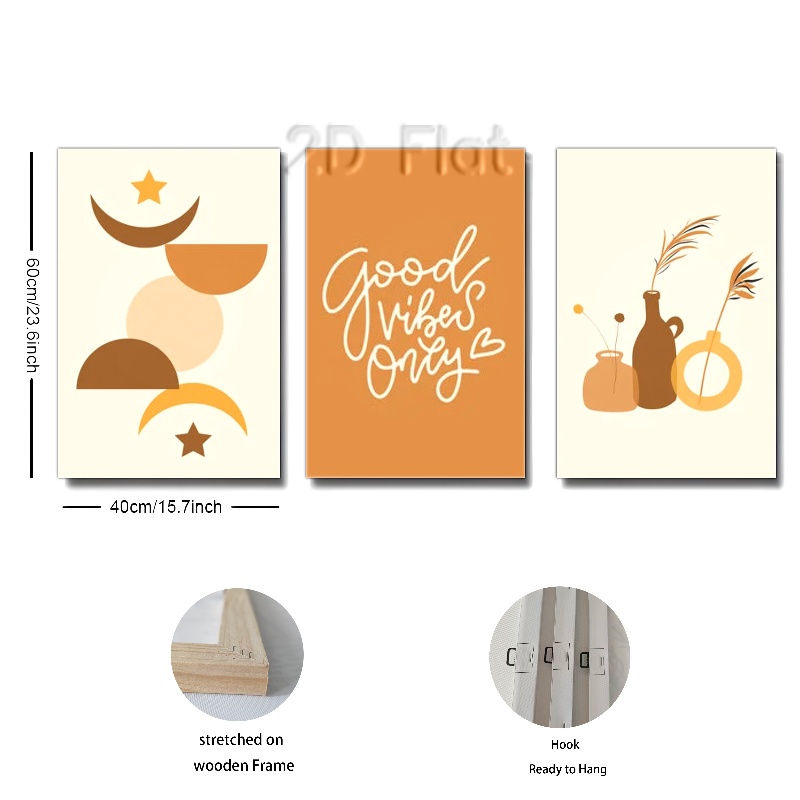 2D Flat
Good
vibes
Only
60cm/23.6inch
40cm/15.7inch
stretched on
wooden Frame
Hook
Ready to Hang